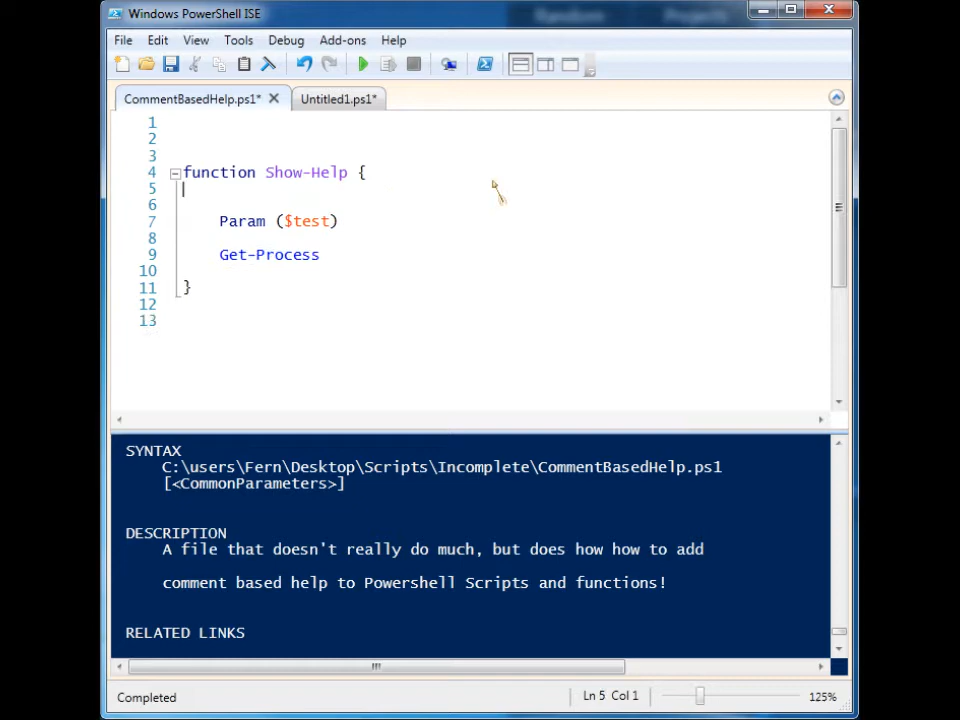 Windows PowerShell ISE
File Edit View Tools Debug Add-ons Help
CommentBasedHelp.ps1* Untitled1.ps1*
1
2
3
4 function Show-Help {
5
6
7 Param ($test)
8
9 Get-Process
10
11 }
12
13
SYNTAX
C:\users\Fern\Desktop\Scripts\Incomplete\CommentBasedHelp.ps1
[<CommonParameters>]
DESCRIPTION
A file that doesn't really do much, but does how how to add
comment based help to Powershell Scripts and functions!
RELATED LINKS
Completed Ln 5 Col 1 125%